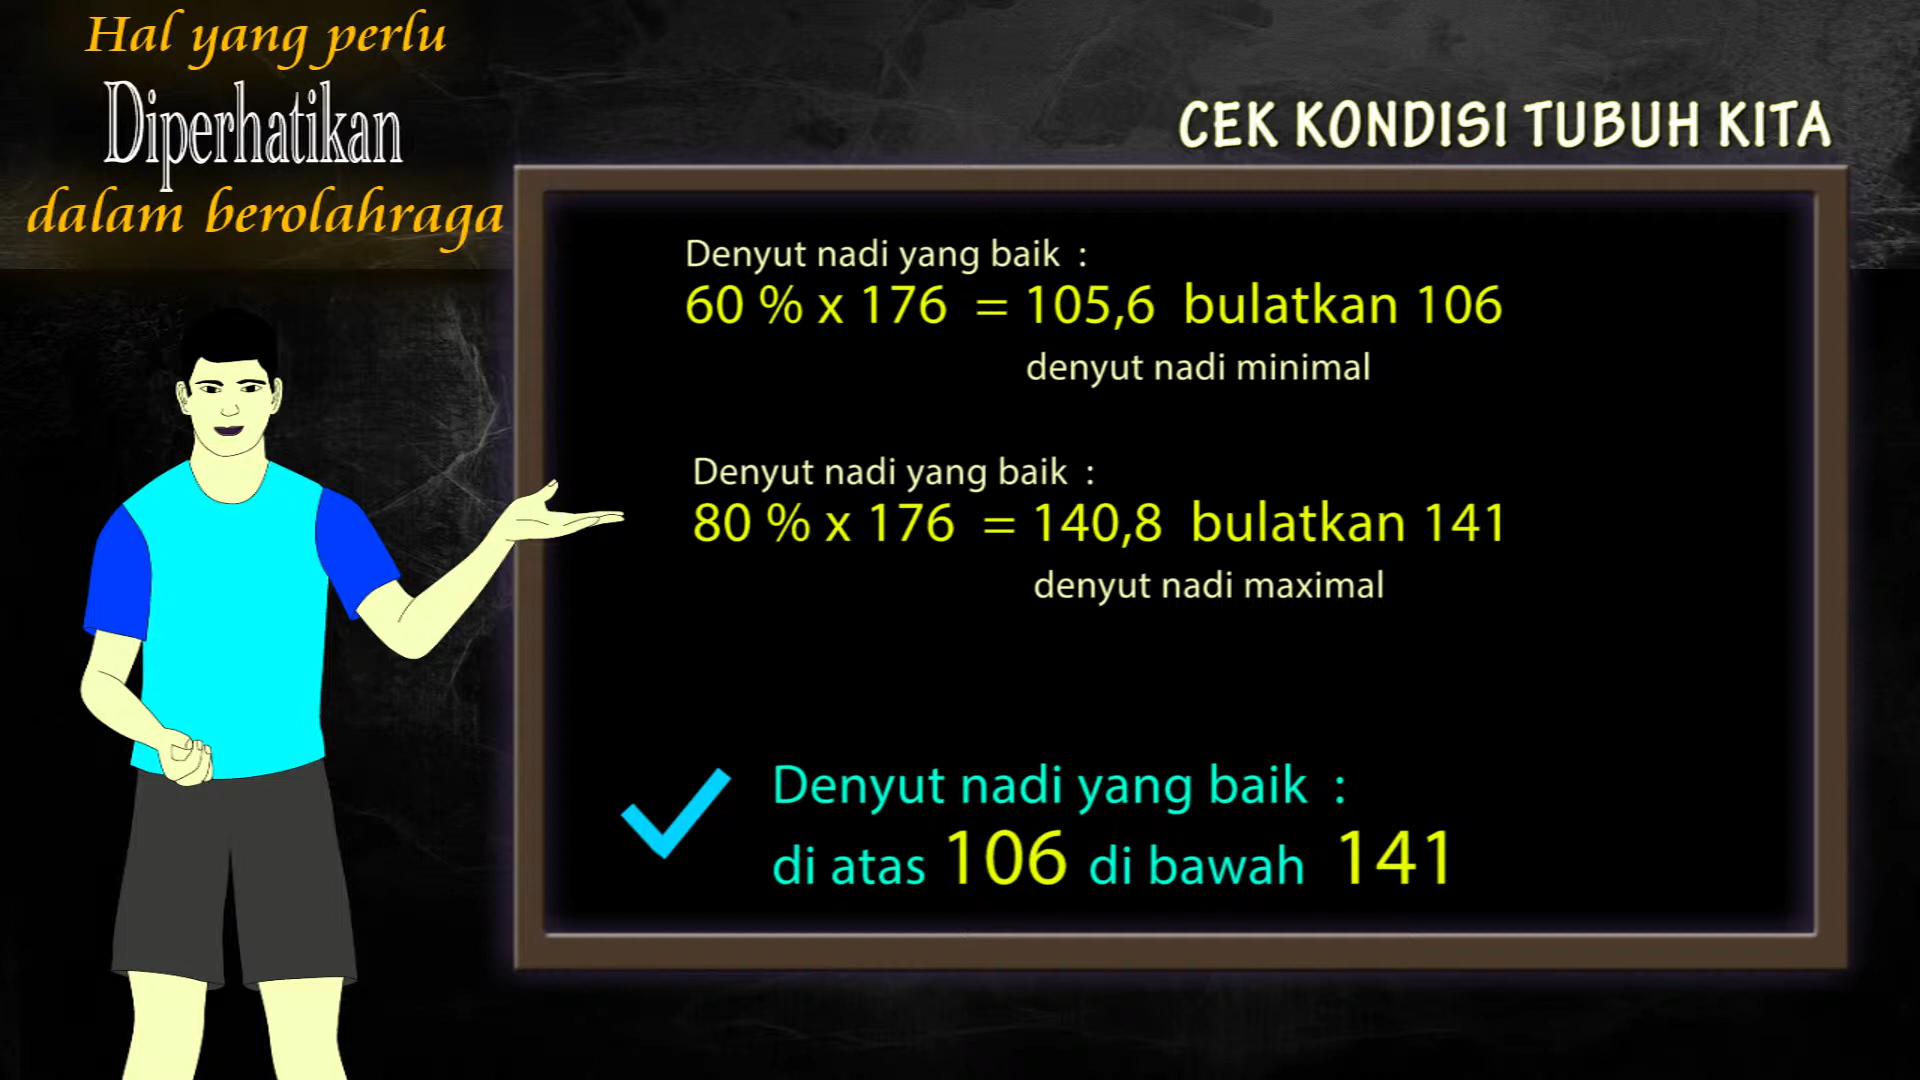 Hal yang perlu
Diperhatikan
dalam berolahraga
CEK KONDISI TUBUH KITA
Denyut nadi yang baik :
60 % x 176 = 105,6 bulatkan 106
denyut nadi minimal
Denyut nadi yang baik :
80 % x 176 = 140,8 bulatkan 141
denyut nadi maximal
Denyut nadi yang baik :
di atas 106 di bawah 141